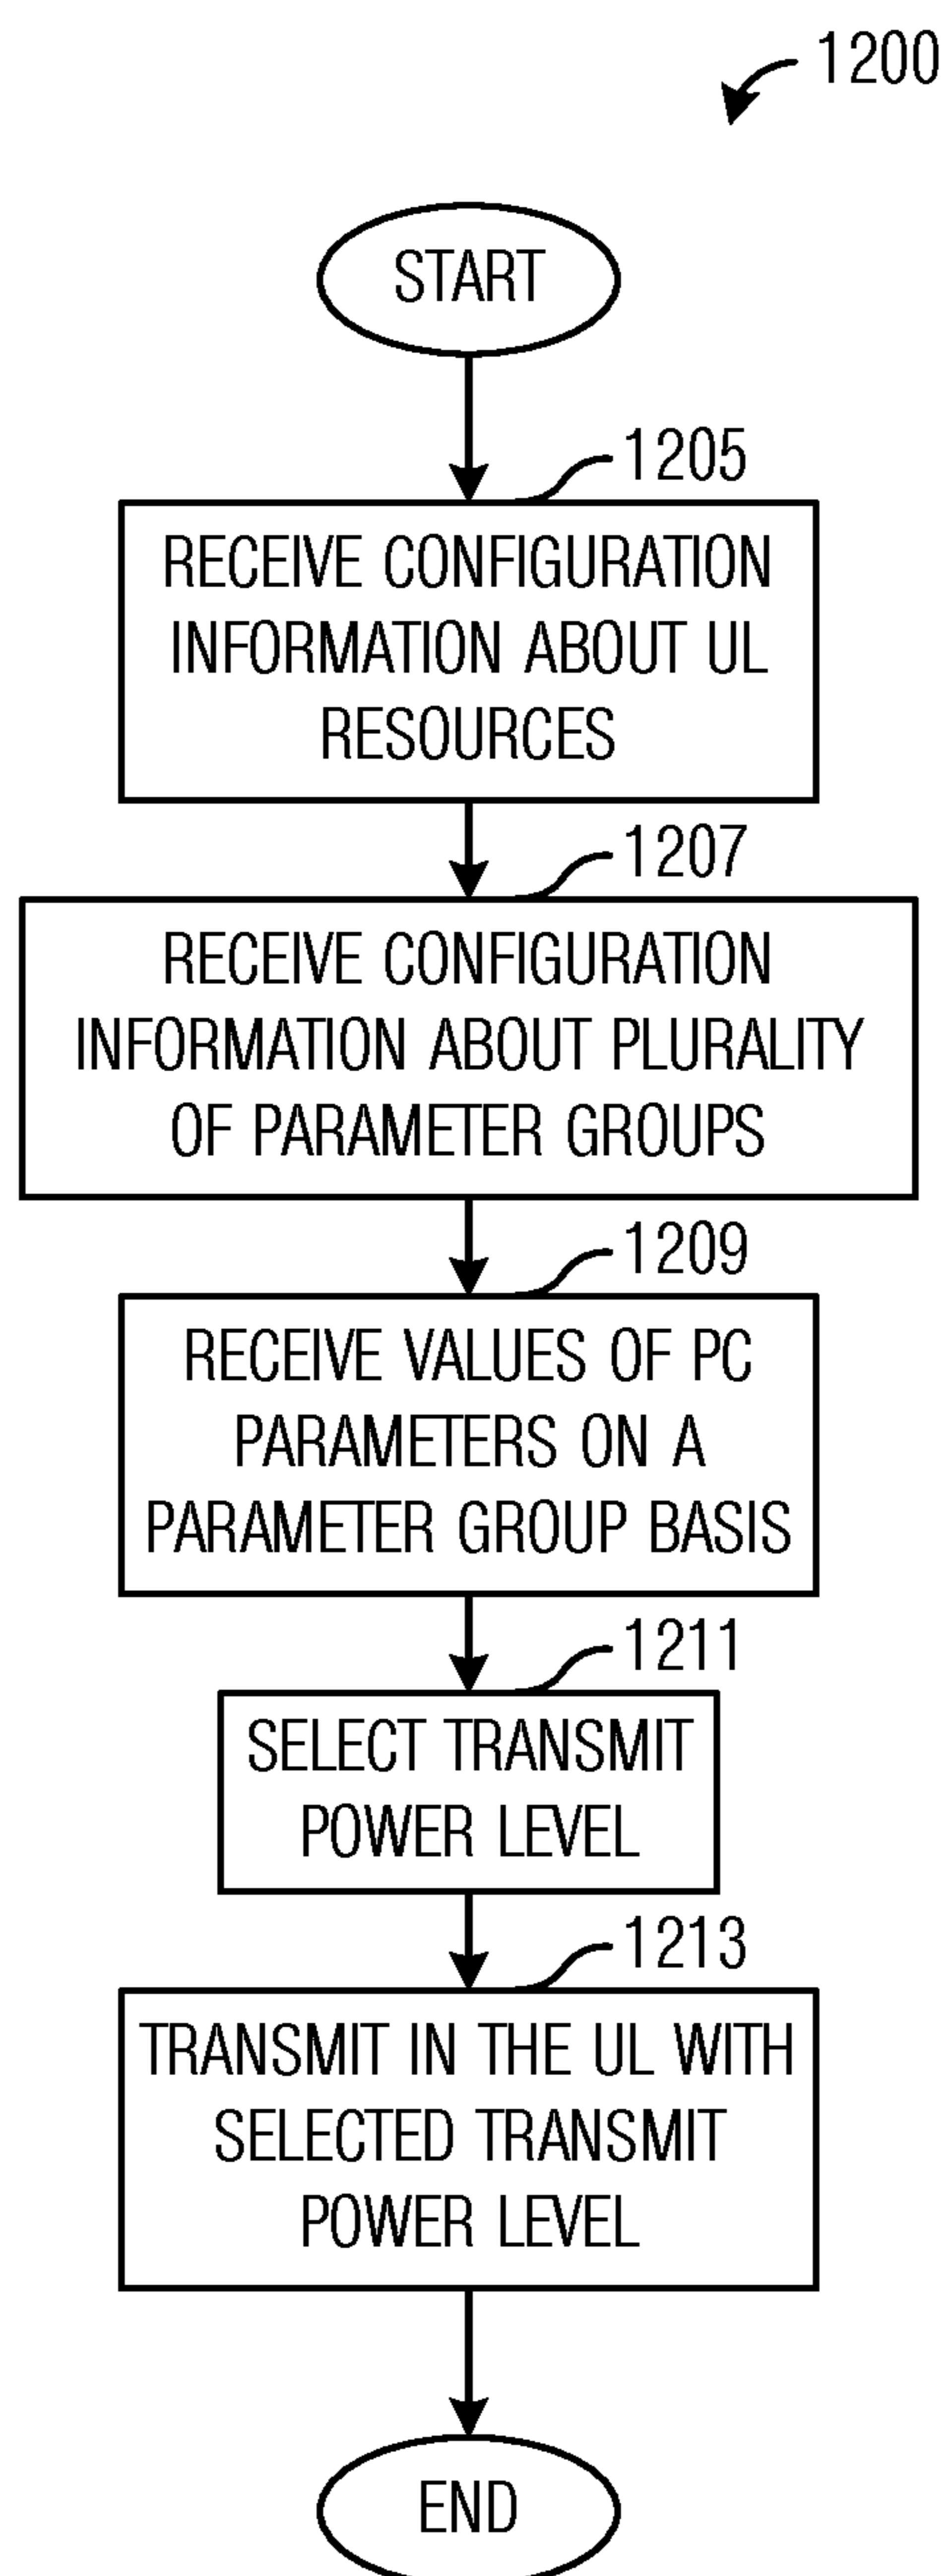 1200
START
1205
RECEIVE CONFIGURATION
INFORMATION ABOUT UL
RESOURCES
1207
RECEIVE CONFIGURATION
INFORMATION ABOUT PLURALITY
OF PARAMETER GROUPS
1209
RECEIVE VALUES OF PC
PARAMETERS ON A
PARAMETER GROUP BASIS
1211
SELECT TRANSMIT
POWER LEVEL
1213
TRANSMIT IN THE UL WITH
SELECTED TRANSMIT
POWER LEVEL
END